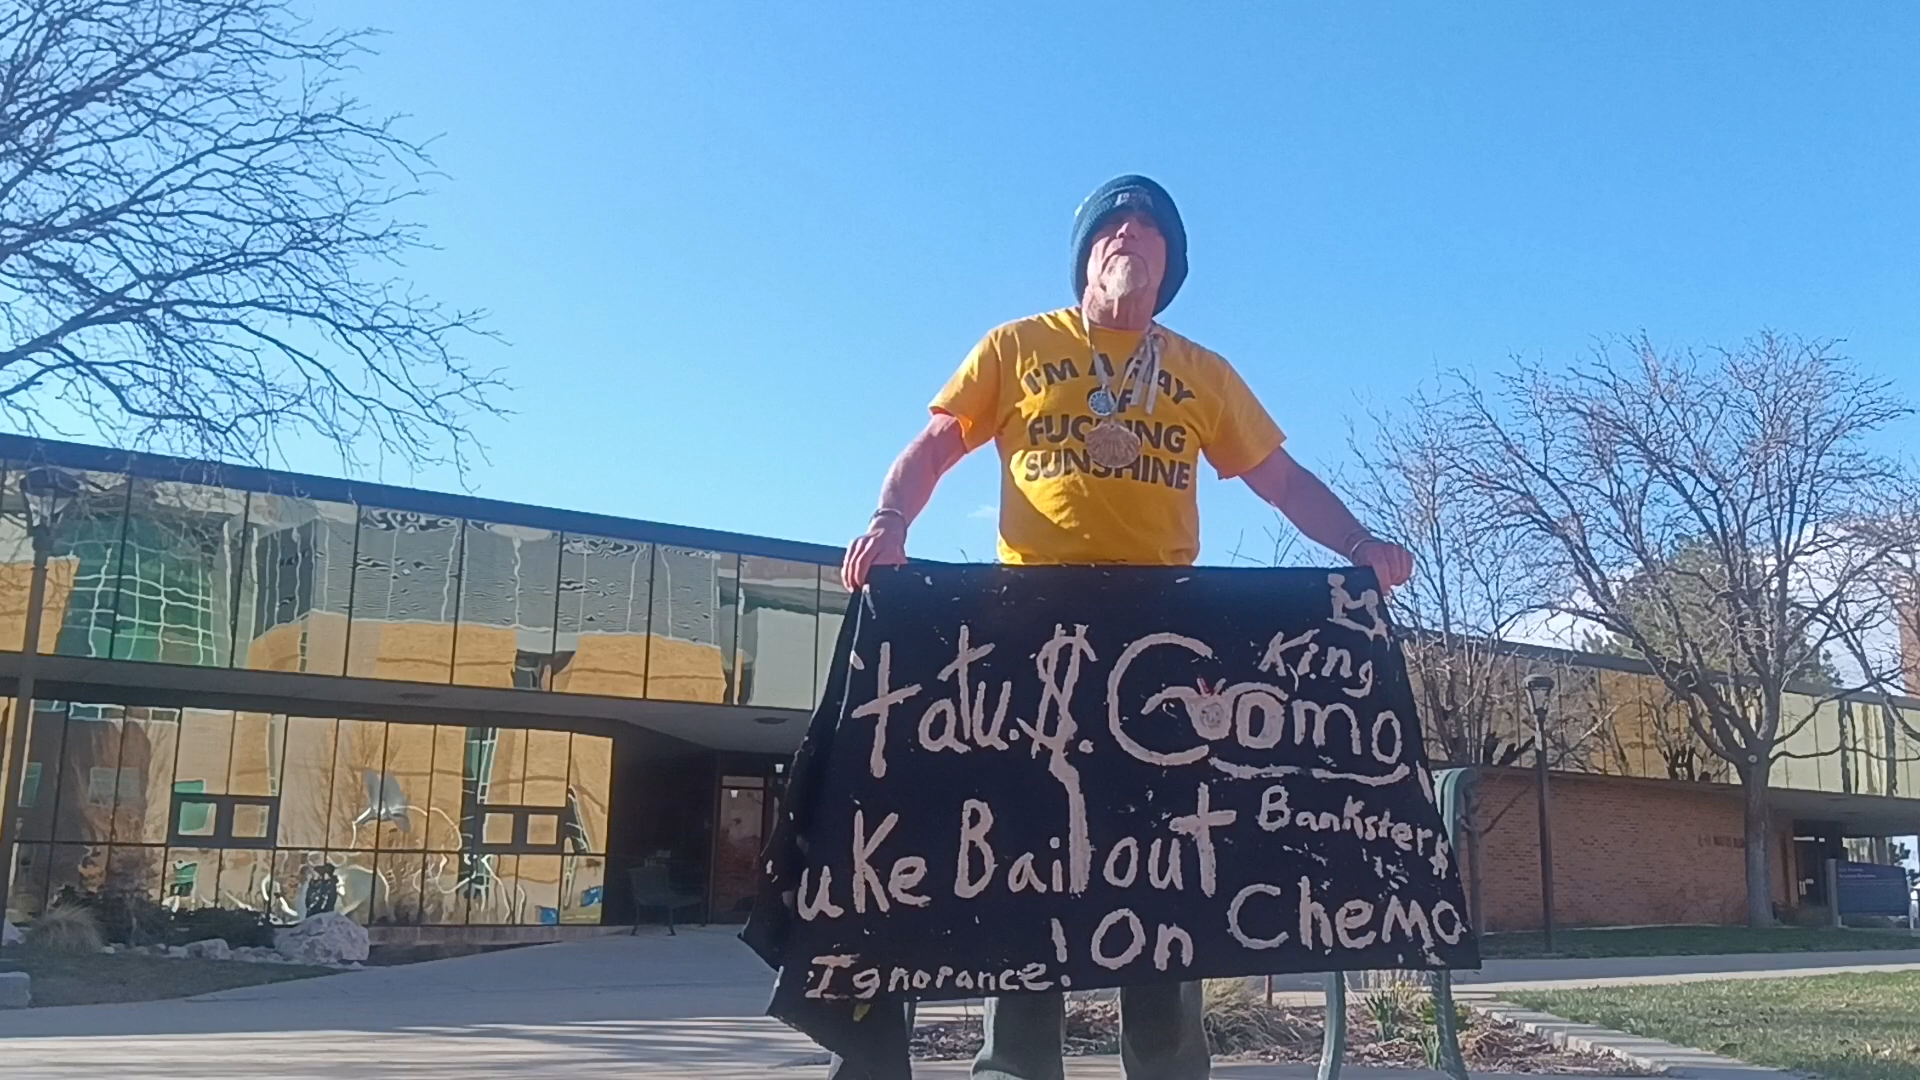 I'M A RAY
OF
FUCKING
SUNSHINE
King
tatu.$. Coomo
uke Bailout Banksters
! On Chemo
Ignorance!